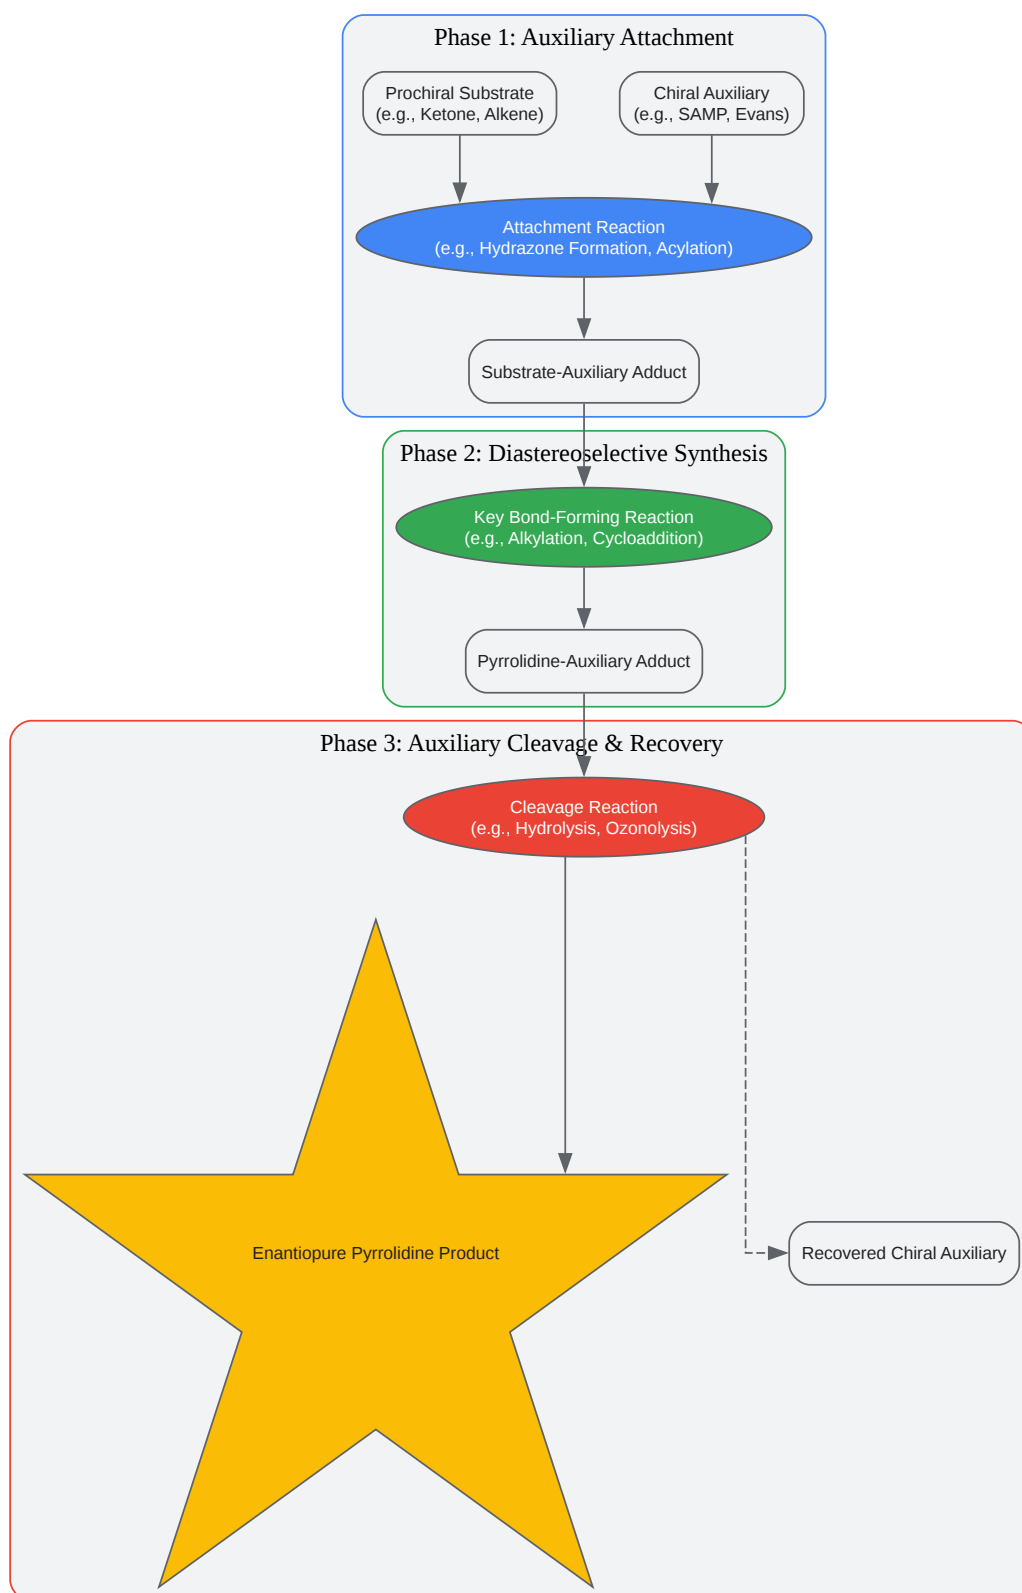 Phase 1: Auxiliary Attachment
Prochiral Substrate
(e.g., Ketone, Alkene)
Chiral Auxiliary
(e.g., SAMP, Evans)
Attachment Reaction
(e.g., Hydrazone Formation, Acylation)
Substrate-Auxiliary Adduct
Phase 2: Diastereoselective Synthesis
Key Bond-Forming Reaction
(e.g., Alkylation, Cycloaddition)
Pyrrolidine-Auxiliary Adduct
Phase 3: Auxiliary Cleavage & Recovery
Cleavage Reaction
(e.g., Hydrolysis, Ozonolysis)
Enantiopure Pyrrolidine Product
Recovered Chiral Auxiliary